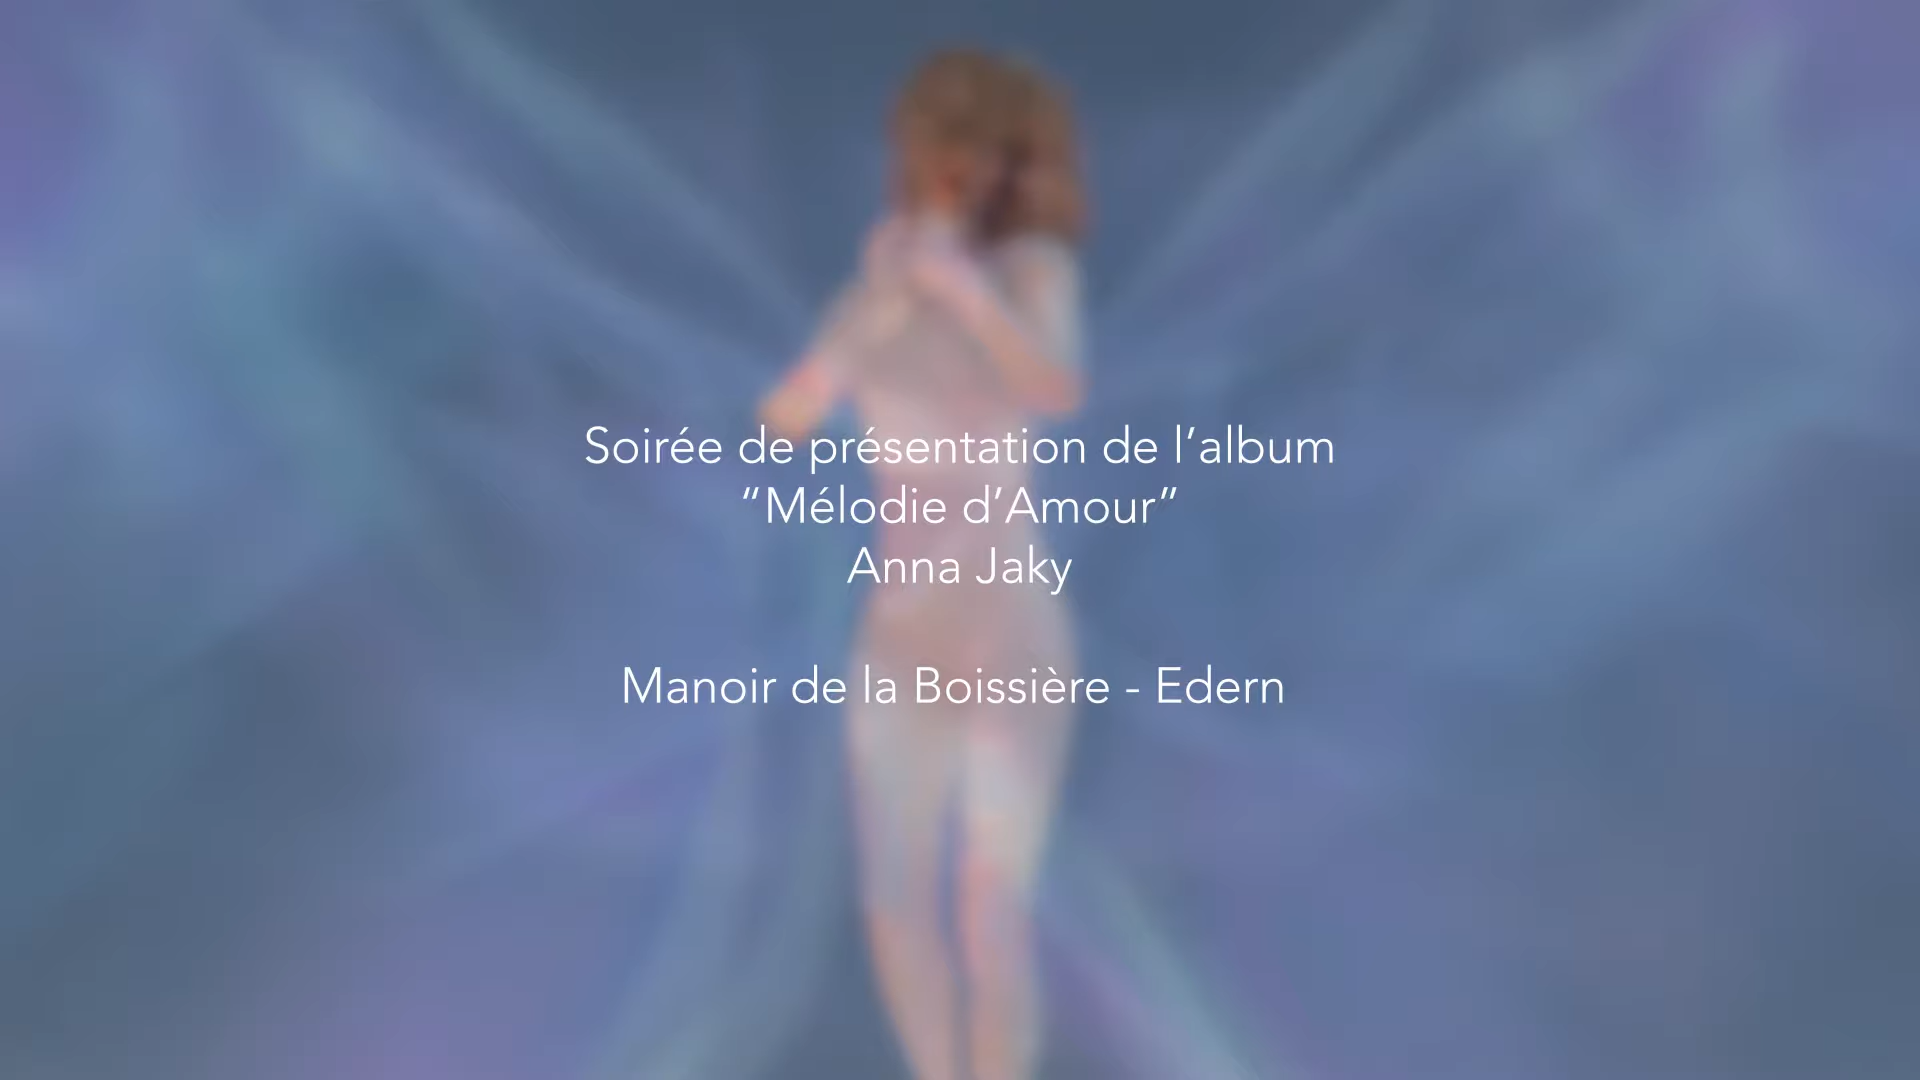 Soirée de présentation de l’album
“Mélodie d’Amour”
Anna Jaky
Manoir de la Boissière - Edern